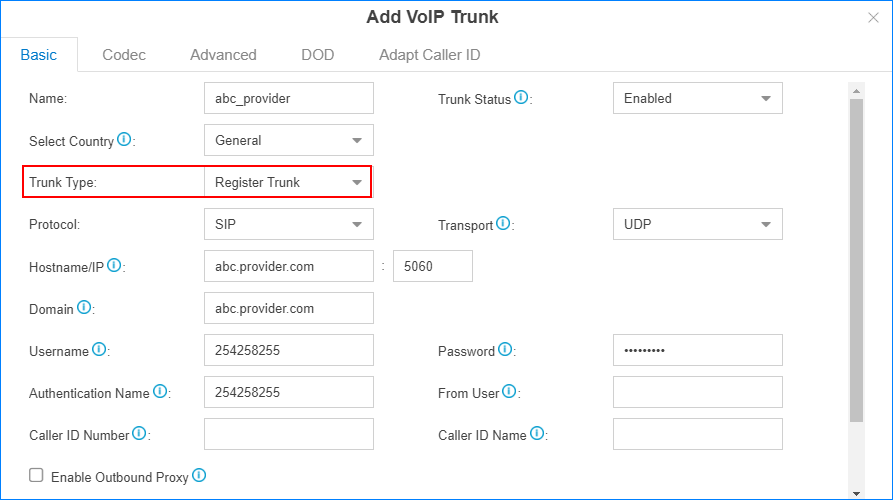 Add VoIP Trunk
Basic Codec Advanced DOD Adapt Caller ID
Name: abc_provider Trunk Status: Enabled
Select Country: General
Trunk Type: Register Trunk
Protocol: SIP Transport: UDP
Hostname/IP: abc.provider.com : 5060
Domain: abc.provider.com
Username: 254258255 Password: •••••••••
Authentication Name: 254258255 From User:
Caller ID Number: Caller ID Name:
Enable Outbound Proxy